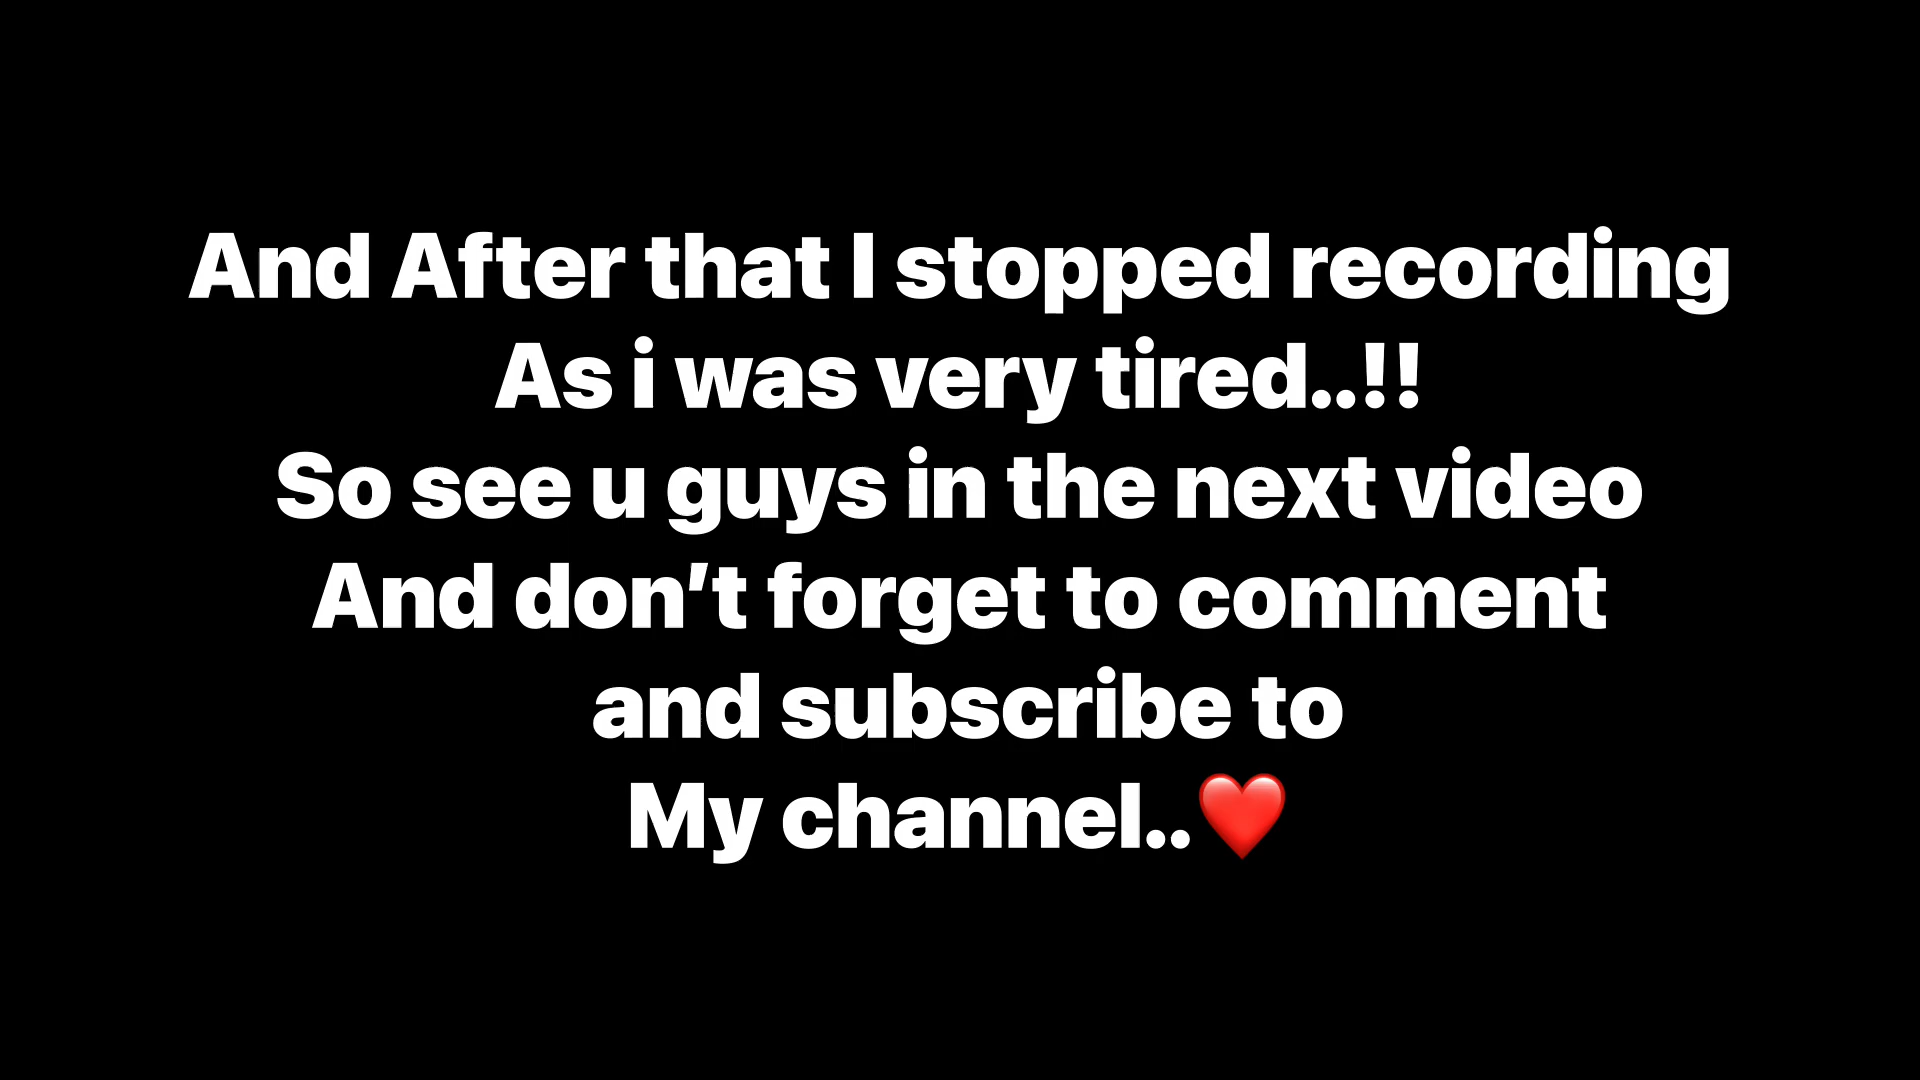 And After that I stopped recording
As i was very tired..!!
So see u guys in the next video
And don’t forget to comment
and subscribe to
My channel..❤️